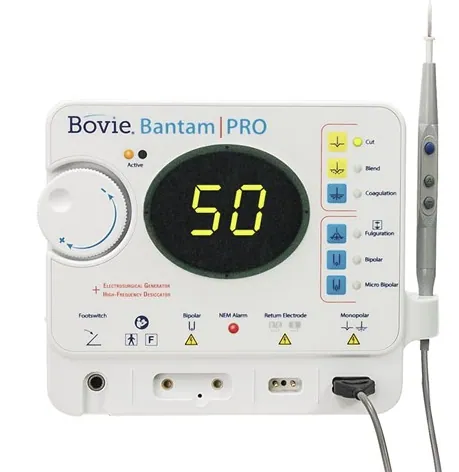 Bovie® Bantam|PRO
Active
50
Cut
Blend
Coagulation
Fulguration
Bipolar
Micro Bipolar
+ Electrosurgical Generator
High-Frequency Desiccator
Footswitch
Bipolar
NEM Alarm
Return Electrode
Monopolar
F